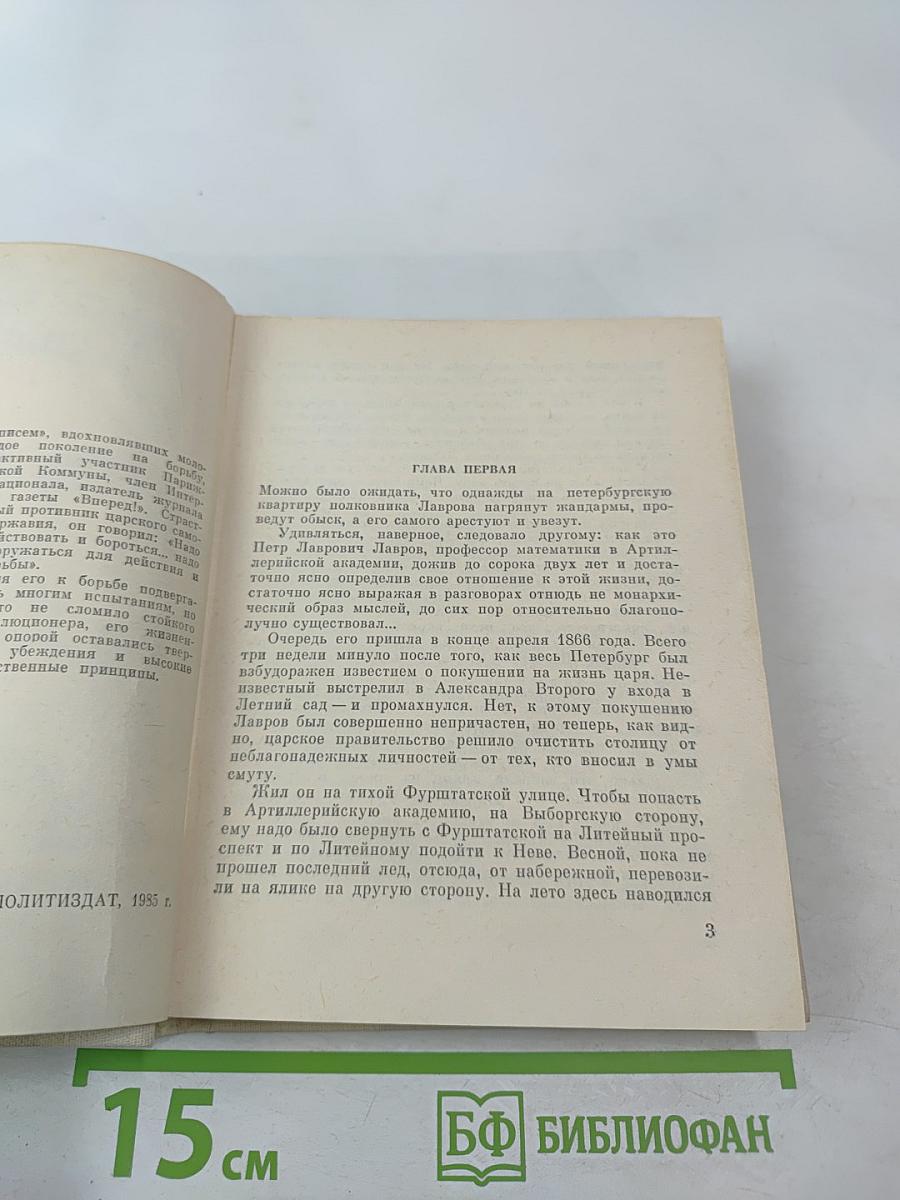 писем», вдохновлявших моло-
дое поколение на борьбу,
активный участник Париж-
ской Коммуны, член Интер-
национала, издатель журнала
газеты «Вперед!». Страст-
ный противник царского само-
державия, он говорил: «Надо
действовать и бороться... надо
вооружаться для действия и
борьбы».
его к борьбе подверга-
многим испытаниям, но
это не сломило стойкого
революционера, его жизнен-
опорой оставались твер-
убеждения и высокие
нравственные принципы.
ПОЛИТИЗДАТ, 1985 г.
ГЛАВА ПЕРВАЯ
Можно было ожидать, что однажды на петербургскую
квартиру полковника Лаврова нагрянут жандармы, про-
ведут обыск, а его самого арестуют и увезут.
Удивляться, наверное, следовало другому: как это
Петр Лаврович Лавров, профессор математики в Артил-
лерийской академии, дожив до сорока двух лет и доста-
точно ясно определив свое отношение к этой жизни, до-
статочно ясно выражая в разговорах отнюдь не монархи-
ческий образ мыслей, до сих пор относительно благопо-
лучно существовал...
Очередь его пришла в конце апреля 1866 года. Всего
три недели минуло после того, как весь Петербург был
взбудоражен известием о покушении на жизнь царя. Не-
известный выстрелил в Александра Второго у входа в
Летний сад — и промахнулся. Нет, к этому покушению
Лавров был совершенно непричастен, но теперь, как вид-
но, царское правительство решило очистить столицу от
неблагонадежных личностей — от тех, кто вносил в умы
смуту.
Жил он на тихой Фурштатской улице. Чтобы попасть
в Артиллерийскую академию, на Выборгскую сторону,
ему надо было свернуть с Фурштатской на Литейный про-
спект и по Литейному подойти к Неве. Весной, пока не
прошел последний лед, отсюда, от набережной, перевози-
ли на ялике на другую сторону. На лето здесь наводился
3
15 см
БФ БИБЛИОФАН